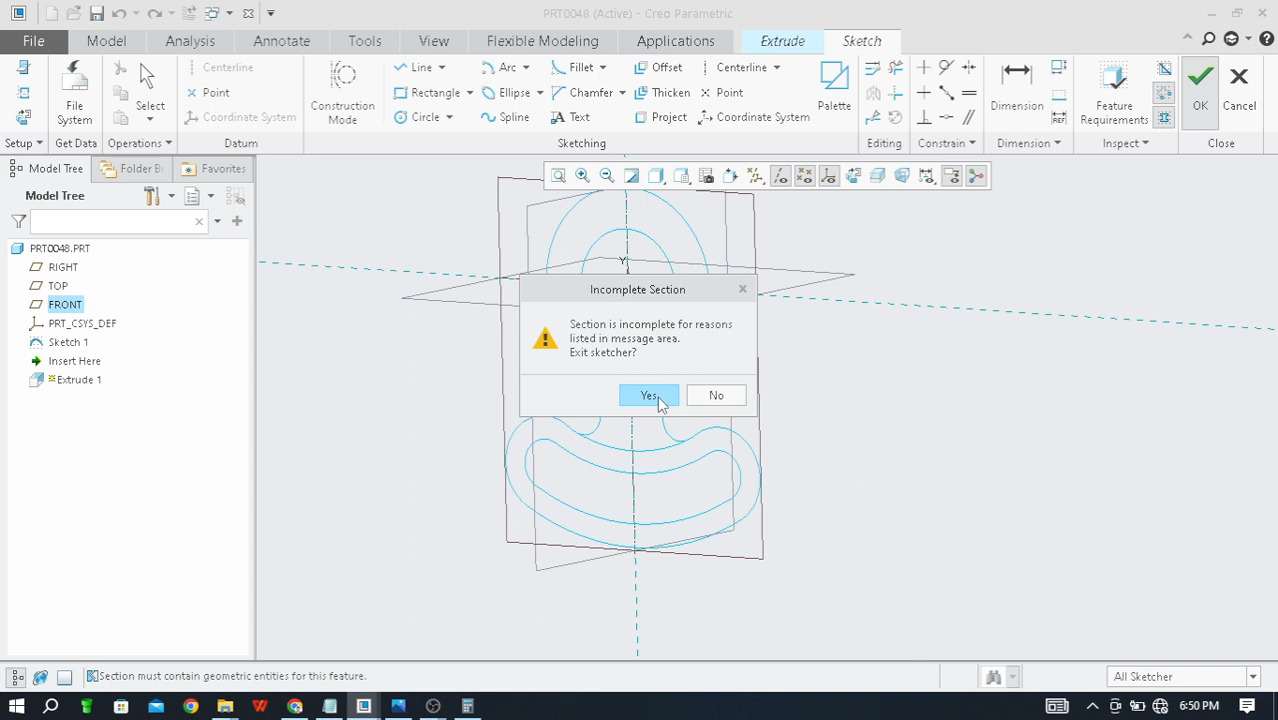 PRT0048 (Active) - Creo Parametric
File
Model
Analysis
Annotate
Tools
View
Flexible Modeling
Applications
Extrude
Sketch
Line
Arc
Fillet
Offset
Centerline
Rectangle
Ellipse
Chamfer
Thicken
Point
Circle
Spline
Text
Project
Coordinate System
Centerline
Point
Coordinate System
File System
Select
Construction Mode
Palette
Dimension
Feature Requirements
OK
Cancel
Setup
Get Data
Operations
Datum
Sketching
Editing
Constrain
Dimension
Inspect
Close
Model Tree
Folder B
Favorites
Model Tree
PRT0048.PRT
RIGHT
TOP
FRONT
PRT_CSYS_DEF
Sketch 1
Insert Here
Extrude 1
Y
Incomplete Section
Section is incomplete for reasons
listed in message area.
Exit sketcher?
Yes
No
Section must contain geometric entities for this feature.
All Sketcher
6:50 PM